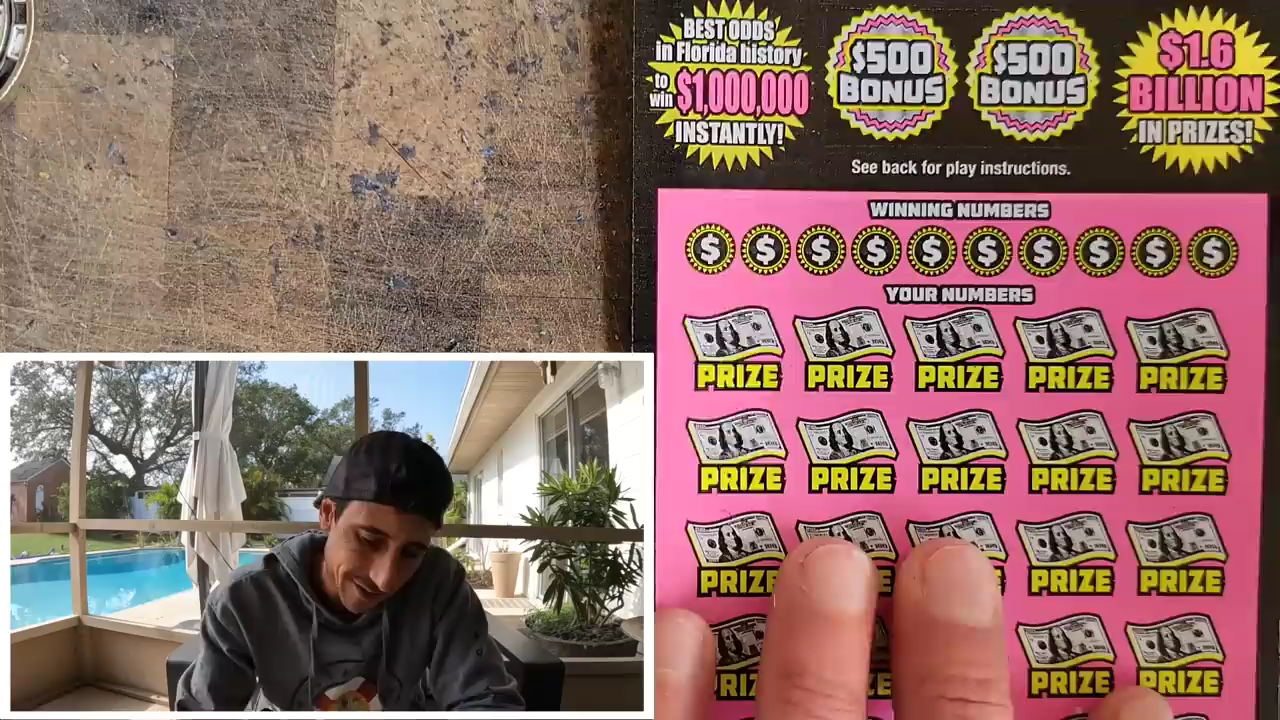 BEST ODDS
in Florida history
to win $1,000,000
INSTANTLY!
$500
BONUS
$500
BONUS
$1.6
BILLION
IN PRIZES!
See back for play instructions.
WINNING NUMBERS
$ $ $ $ $ $ $ $ $ $
YOUR NUMBERS
PRIZE PRIZE PRIZE PRIZE PRIZE
PRIZE PRIZE PRIZE PRIZE PRIZE
PRIZE PRIZE PRIZE PRIZE
PRIZE PRIZE